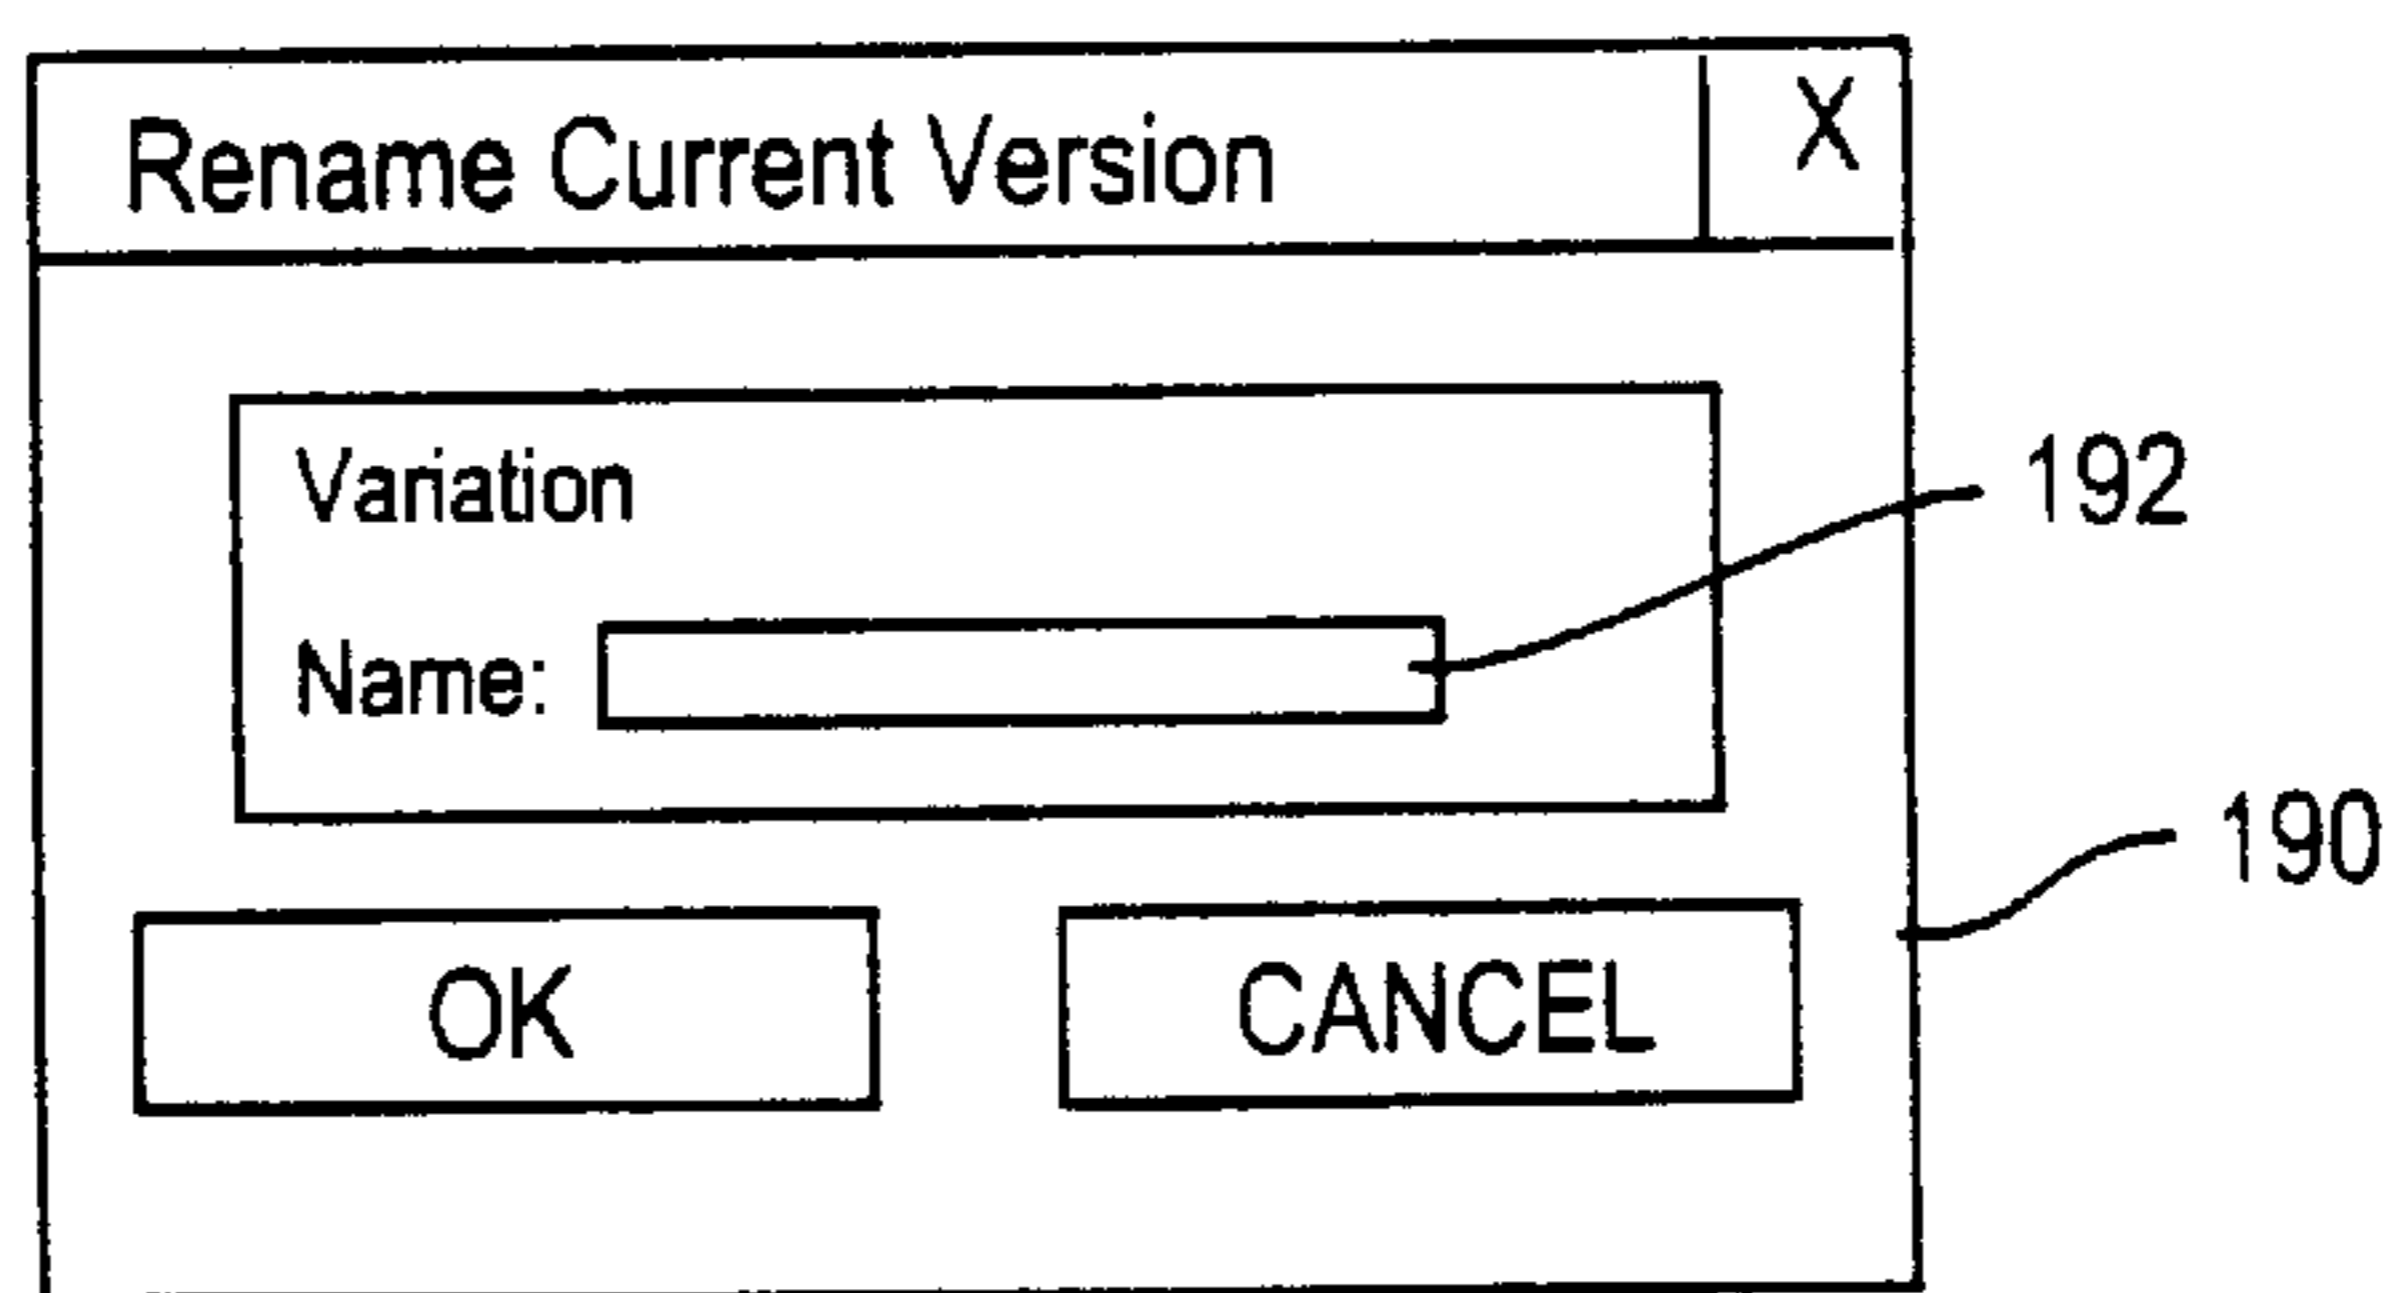 Rename Current Version X
Variation
192
Name:
190
OK CANCEL